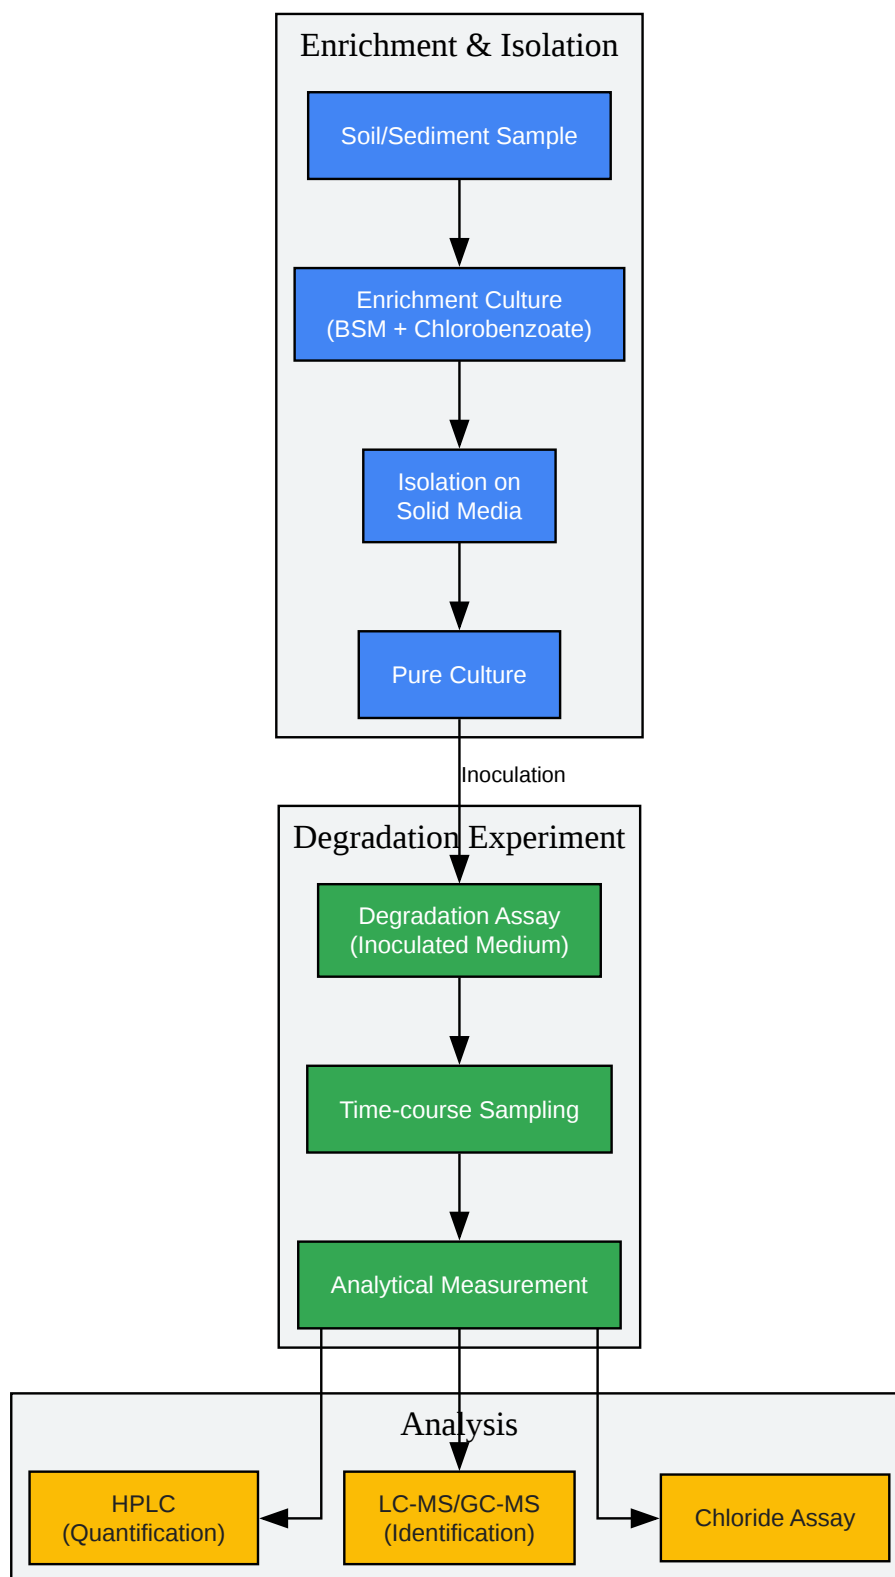 Enrichment & Isolation
Soil/Sediment Sample
Enrichment Culture
(BSM + Chlorobenzoate)
Isolation on
Solid Media
Pure Culture
Inoculation
Degradation Experiment
Degradation Assay
(Inoculated Medium)
Time-course Sampling
Analytical Measurement
Analysis
HPLC
(Quantification)
LC-MS/GC-MS
(Identification)
Chloride Assay